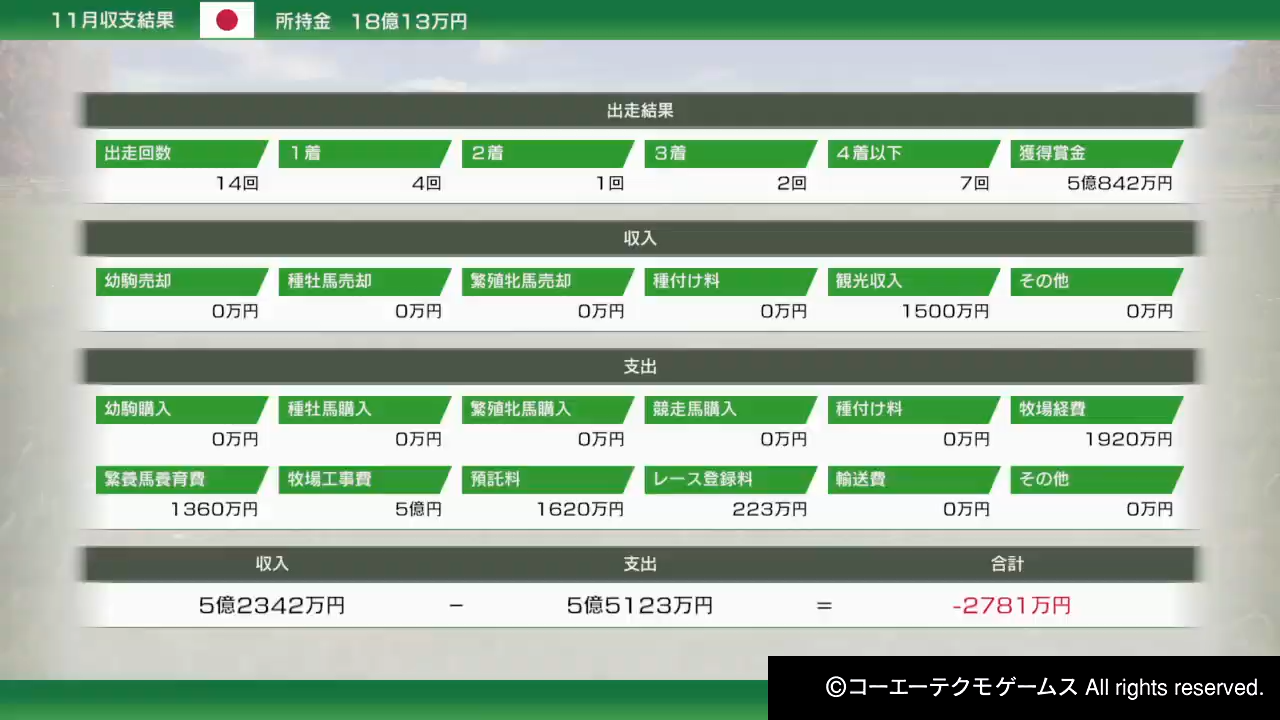 11月収支結果 所持金 18億13万円
出走結果
出走回数 1着 2着 3着 4着以下 獲得賞金
14回 4回 1回 2回 7回 5億842万円
収入
幼駒売却 種牡馬売却 繁殖牝馬売却 種付け料 観光収入 その他
0万円 0万円 0万円 0万円 1500万円 0万円
支出
幼駒購入 種牡馬購入 繁殖牝馬購入 競走馬購入 種付け料 牧場経費
0万円 0万円 0万円 0万円 0万円 1920万円
繁養馬養育費 牧場工事費 預託料 レース登録料 輸送費 その他
1360万円 5億円 1620万円 223万円 0万円 0万円
収入 支出 合計
5億2342万円 − 5億5123万円 = -2781万円
©コーエーテクモゲームス All rights reserved.